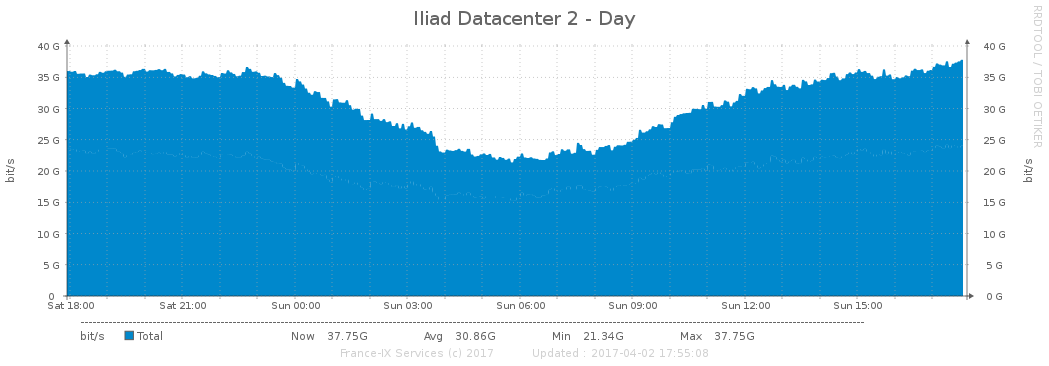 Iliad Datacenter 2 - Day
RRDTOOL / TOBI OETIKER
40 G 40 G
35 G 35 G
30 G 30 G
25 G 25 G
20 G 20 G
15 G 15 G
10 G 10 G
5 G 5 G
0 0 G
bit/s bit/s
Sat 18:00 Sat 21:00 Sun 00:00 Sun 03:00 Sun 06:00 Sun 09:00 Sun 12:00 Sun 15:00
bit/s Total Now 37.75G Avg 30.86G Min 21.34G Max 37.75G
France-IX Services (c) 2017 Updated : 2017-04-02 17:55:08